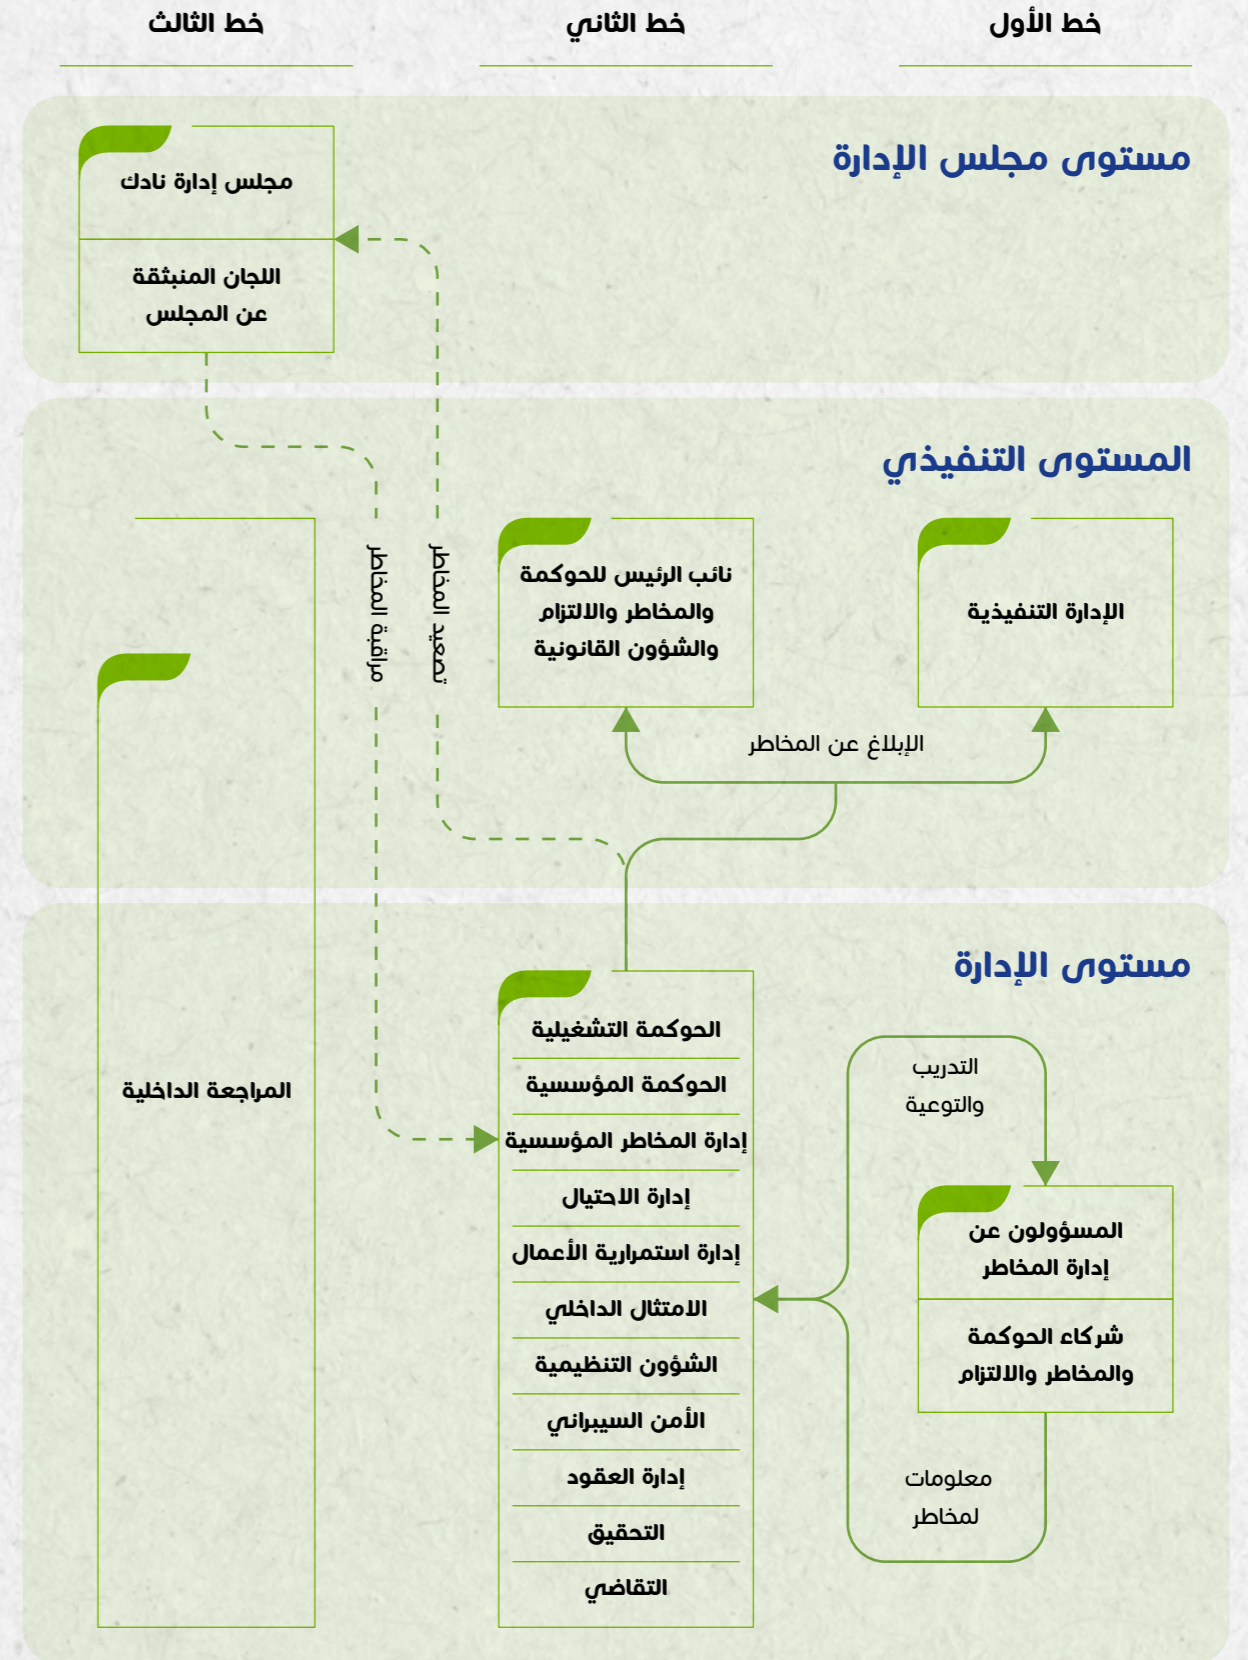 خط الأول
خط الثاني
خط الثالث
مستوى مجلس الإدارة
مجلس إدارة نادك
اللجان المنبثقة
عن المجلس
المستوى التنفيذي
الإدارة التنفيذية
نائب الرئيس للحوكمة
والمخاطر والالتزام
والشؤون القانونية
تصعيد المخاطر
مراقبة المخاطر
الإبلاغ عن المخاطر
مستوى الإدارة
التدريب
والتوعية
المسؤولون عن
إدارة المخاطر
شركاء الحوكمة
والمخاطر والالتزام
معلومات
لمخاطر
الحوكمة التشغيلية
الحوكمة المؤسسية
إدارة المخاطر المؤسسية
إدارة الاحتيال
إدارة استمرارية الأعمال
الامتثال الداخلي
الشؤون التنظيمية
الأمن السيبراني
إدارة العقود
التحقيق
التقاضي
المراجعة الداخلية